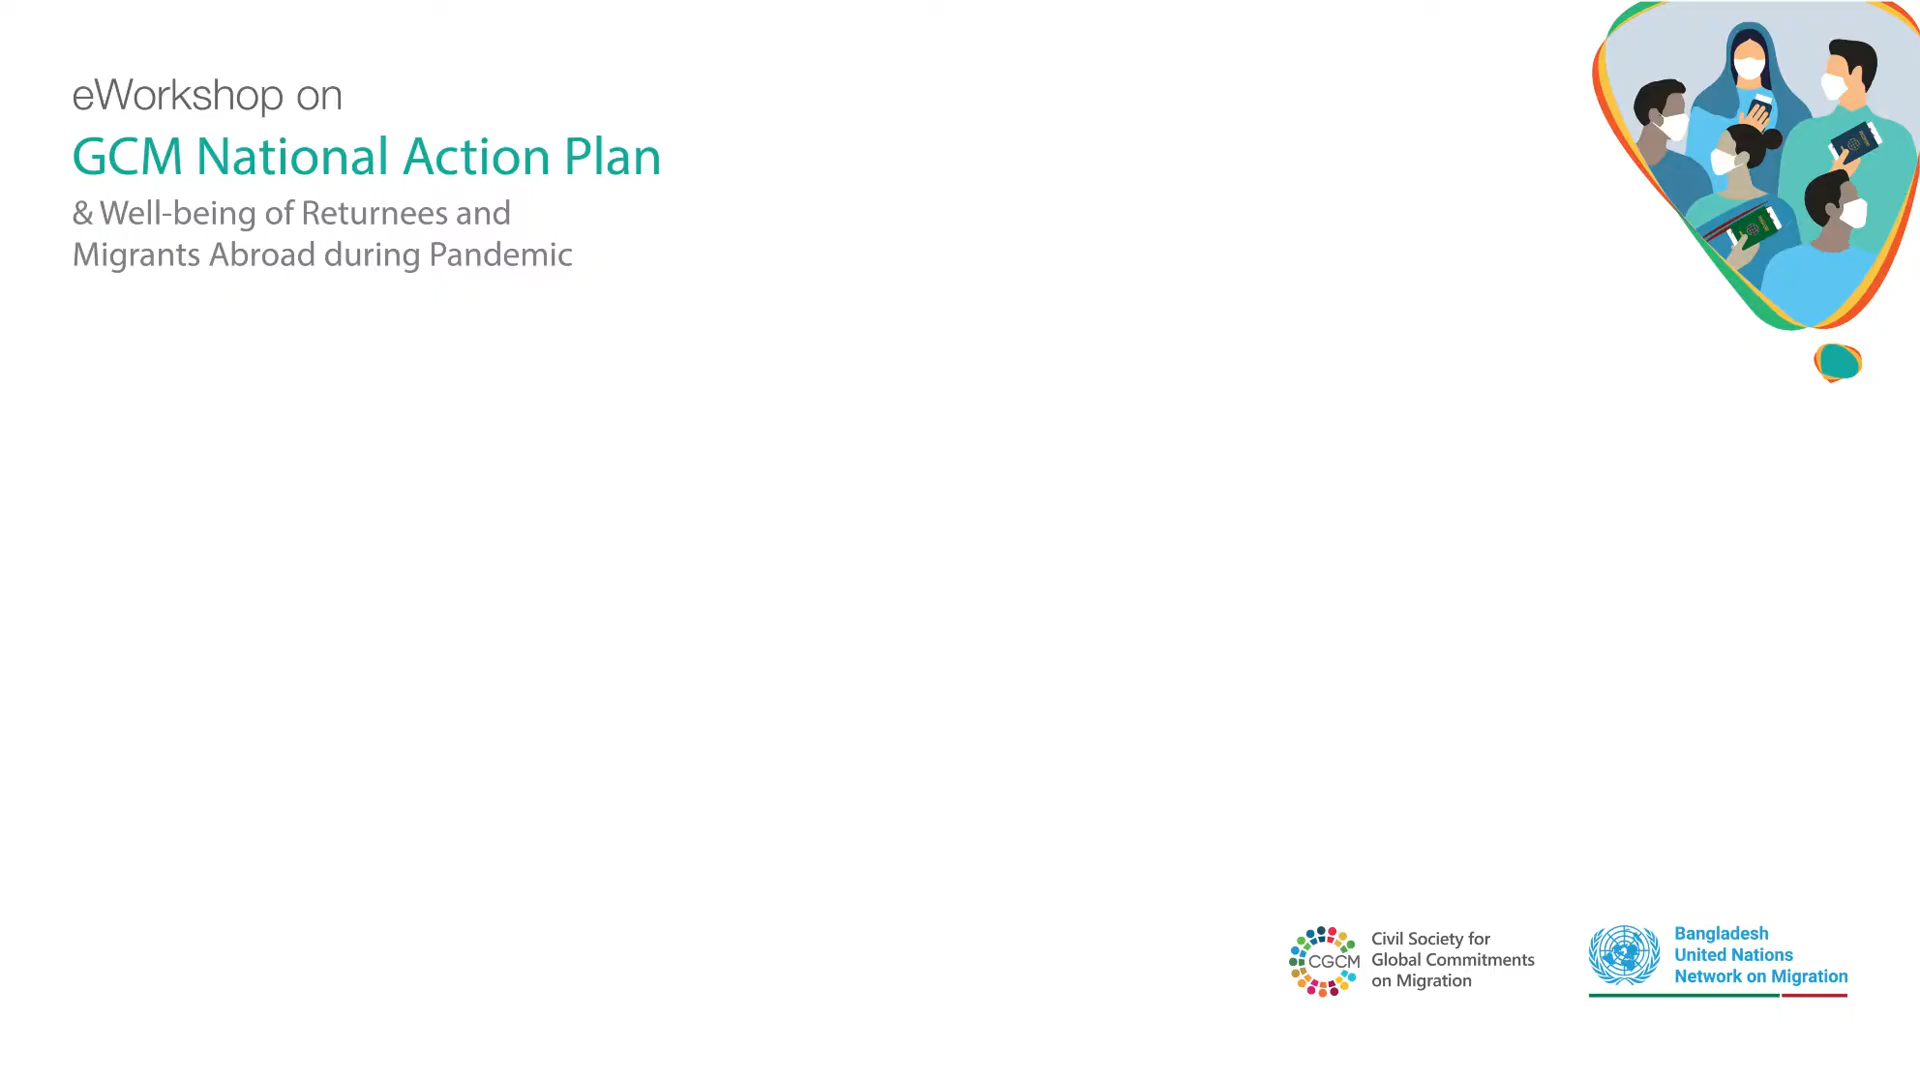 eWorkshop on
GCM National Action Plan
& Well-being of Returnees and
Migrants Abroad during Pandemic
CGCM
Civil Society for
Global Commitments
on Migration
Bangladesh
United Nations
Network on Migration